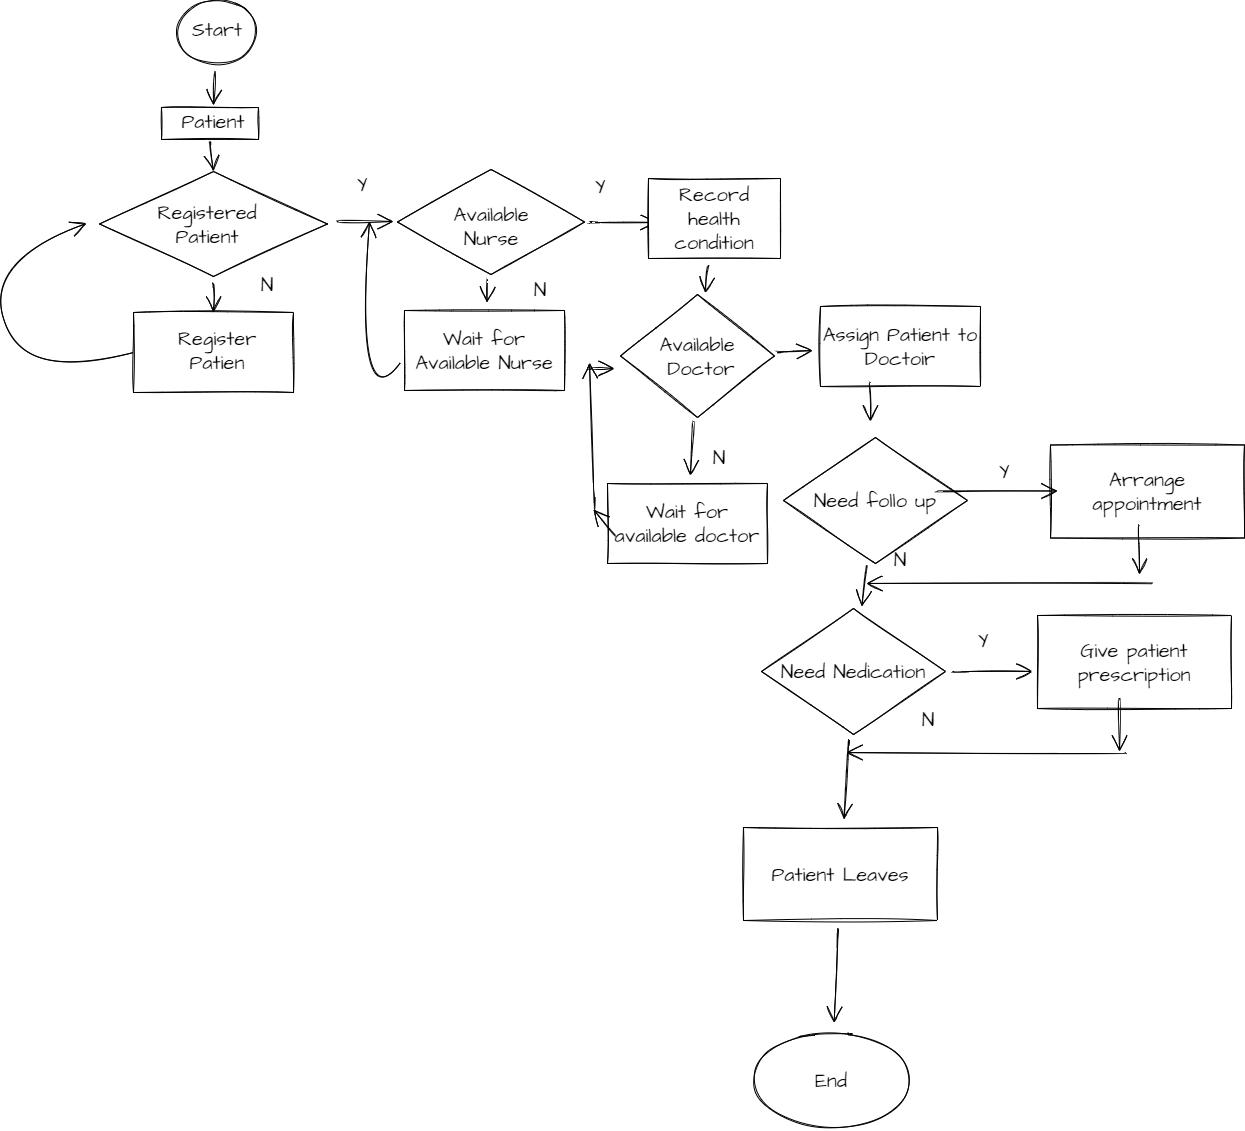 Start
Patient
Registered
Patient
Y
N
Register
Patien
Available
Nurse
Y
N
Wait for
Available Nurse
Record
health
condition
Available
Doctor
N
Wait for
available doctor
Assign Patient to
Doctoir
Need follo up
Y
N
Arrange
appointment
Need Nedication
Y
N
Give patient
prescription
Patient Leaves
End